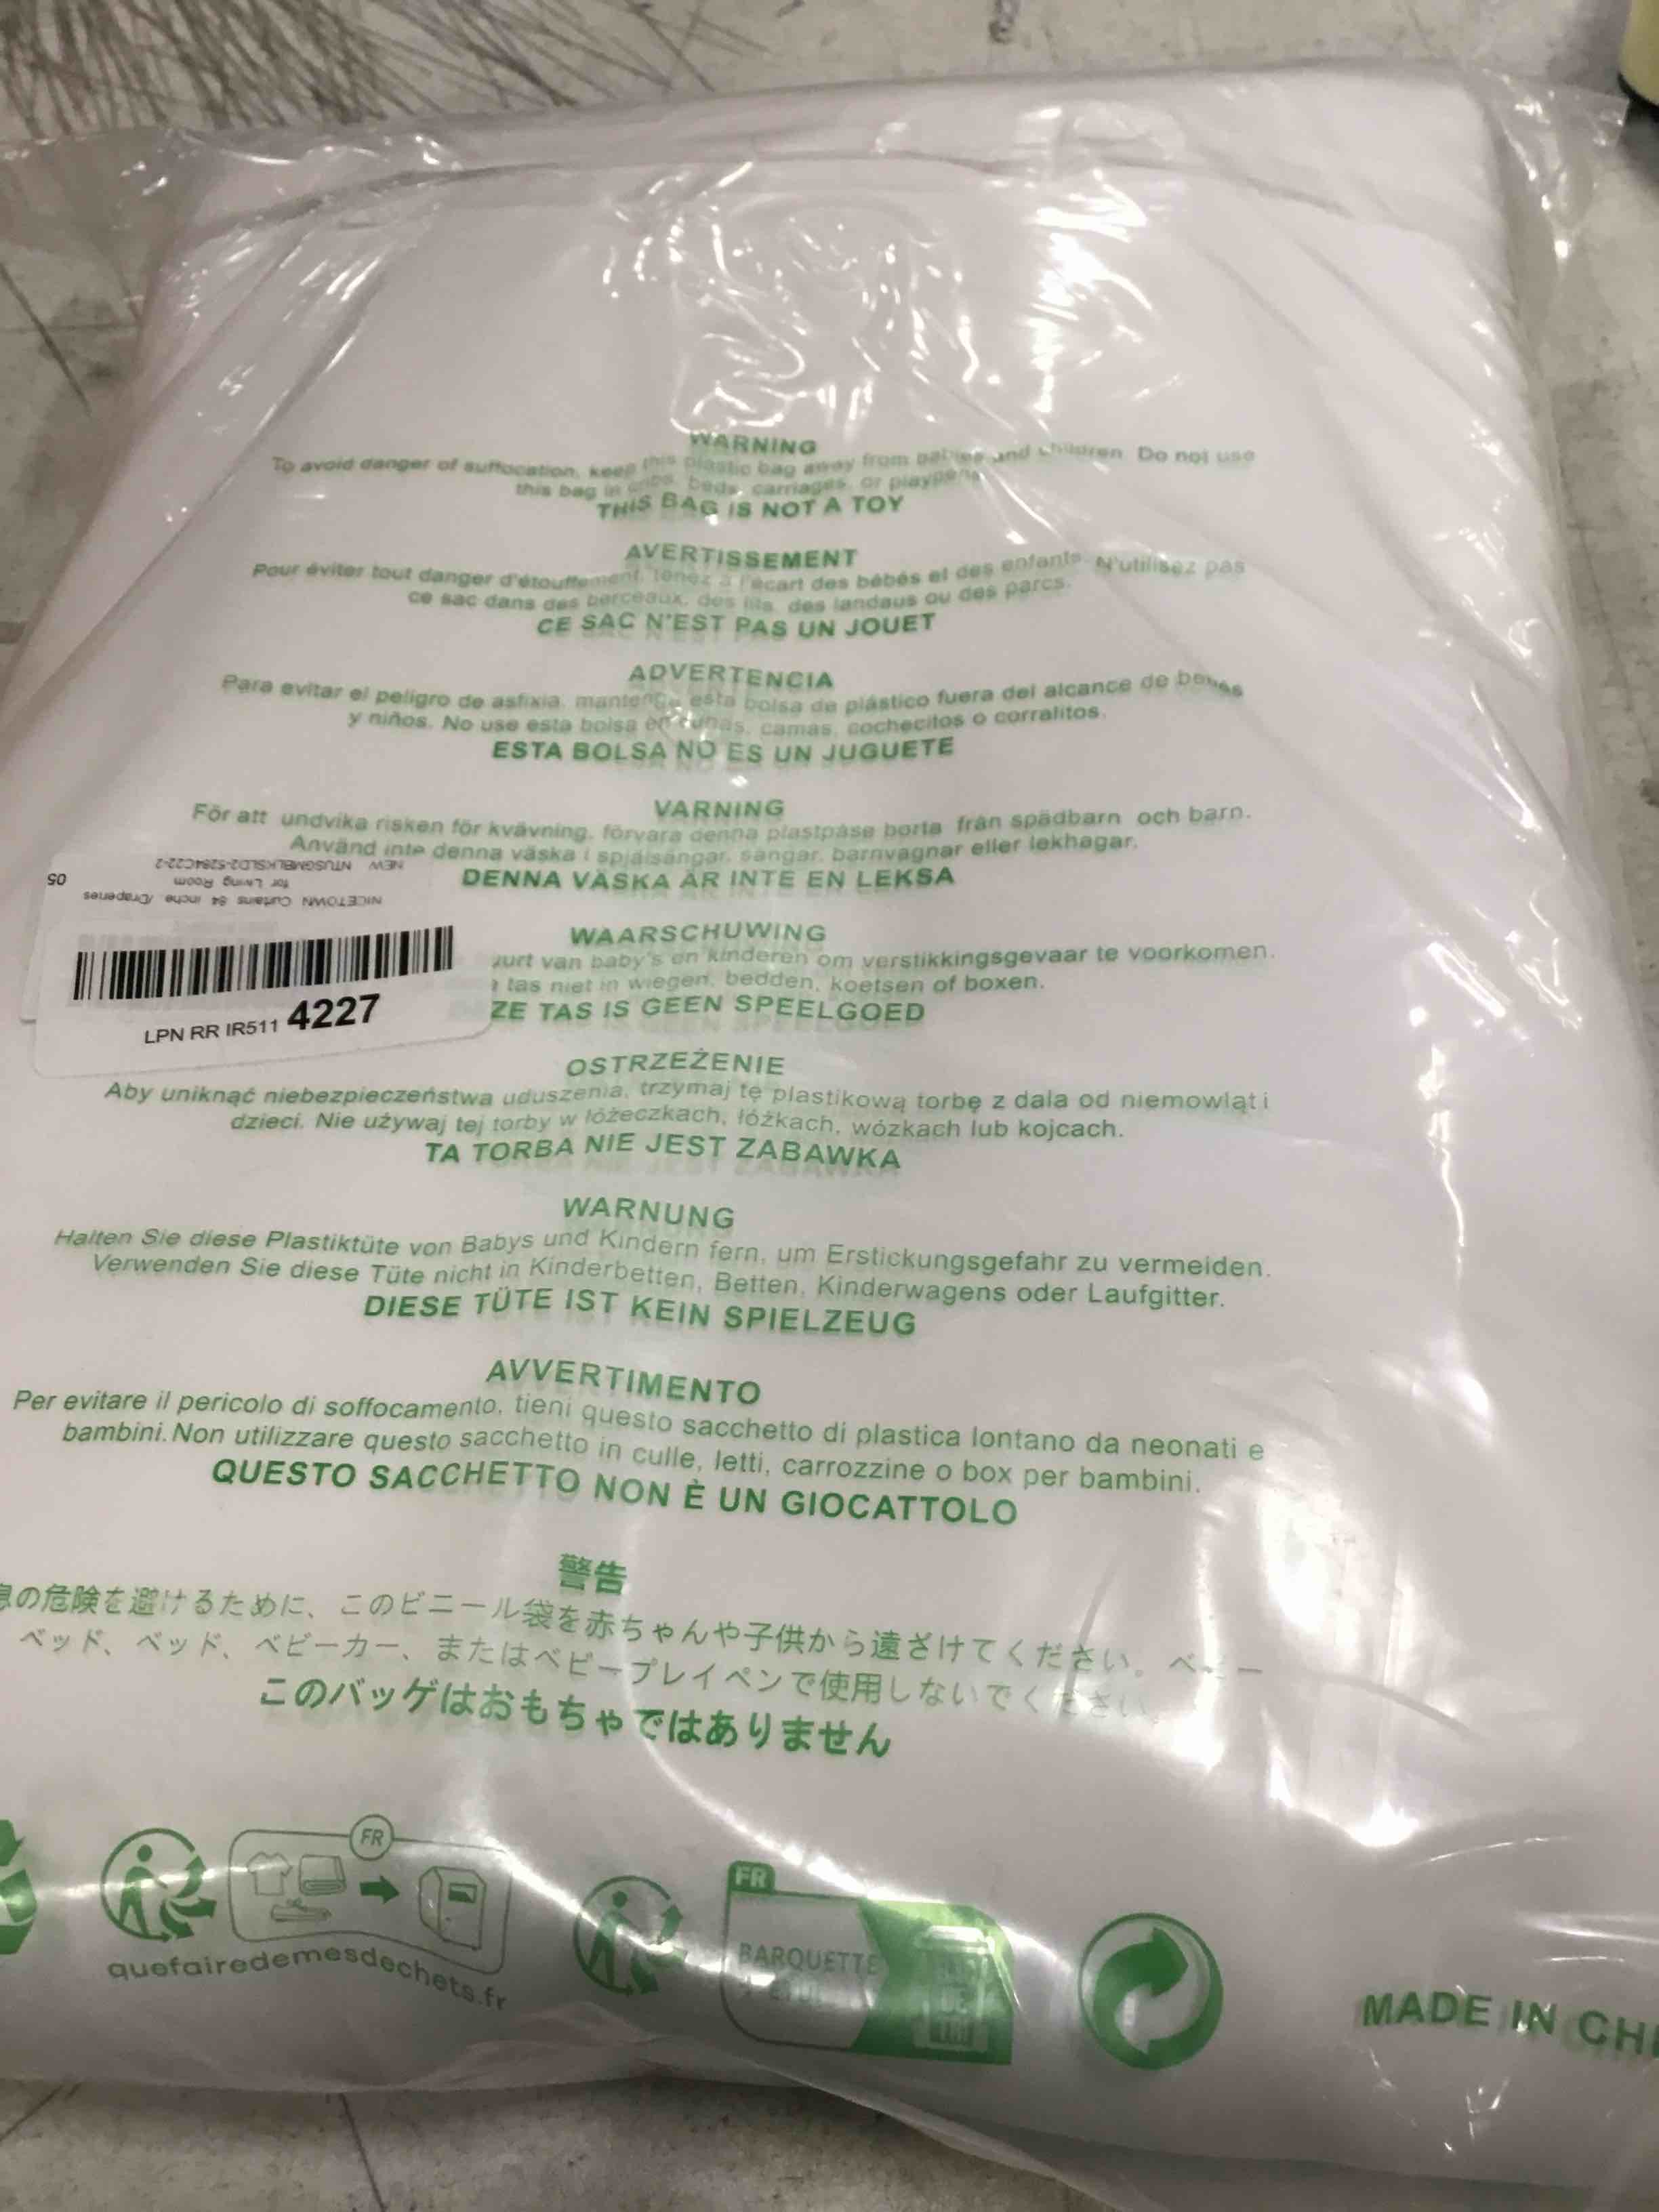 WARNING
To avoid danger of suffocation, keep this plastic bag away from babies and children. Do not use
this bag in cribs, beds, carriages, or playpens.
THIS BAG IS NOT A TOY
AVERTISSEMENT
Pour éviter tout danger d'étouffement, tenez à l'écart des bébés et des enfants. N'utilisez pas
ce sac dans des berceaux, des lits, des landaus ou des parcs.
CE SAC N'EST PAS UN JOUET
ADVERTENCIA
Para evitar el peligro de asfixia, mantenga esta bolsa de plástico fuera del alcance de bebés
y niños. No use esta bolsa en cunas, camas, cochecitos o corralitos.
ESTA BOLSA NO ES UN JUGUETE
VARNING
För att undvika risken för kvävning, förvara denna plastpåse borta från spädbarn och barn.
Använd inte denna väska i spjälsängar, sängar, barnvagnar eller lekhagar.
DENNA VÄSKA ÄR INTE EN LEKSA
NICETOWN Curtains 84 inche /Draperies
for Living Room
NEW
05
LPN RR IR511 4227
WAARSCHUWING
uurt van baby's en kinderen om verstikkingsgevaar te voorkomen.
tas niet in wiegen, bedden, koetsen of boxen.
ZE TAS IS GEEN SPEELGOED
OSTRZEŻENIE
Aby uniknąć niebezpieczeństwa uduszenia, trzymaj tę plastikową torbę z dala od niemowląt i
dzieci. Nie używaj tej torby w łóżeczkach, łóżkach, wózkach lub kojcach.
TA TORBA NIE JEST ZABAWKA
WARNUNG
Halten Sie diese Plastiktüte von Babys und Kindern fern, um Erstickungsgefahr zu vermeiden.
Verwenden Sie diese Tüte nicht in Kinderbetten, Betten, Kinderwagens oder Laufgitter.
DIESE TÜTE IST KEIN SPIELZEUG
AVVERTIMENTO
Per evitare il pericolo di soffocamento, tieni questo sacchetto di plastica lontano da neonati e
bambini. Non utilizzare questo sacchetto in culle, letti, carrozzine o box per bambini.
QUESTO SACCHETTO NON È UN GIOCATTOLO
警告
息の危険を避けるために、このビニール袋を赤ちゃんや子供から遠ざけてください。ベビー
ベッド、ベッド、ベビーカー、またはベビープレイペンで使用しないでください。
このバッゲはおもちゃではありません
FR
quefairedemesdechets.fr
FR
BARQUETTE
BAC
DE
TRI
MADE IN CHI